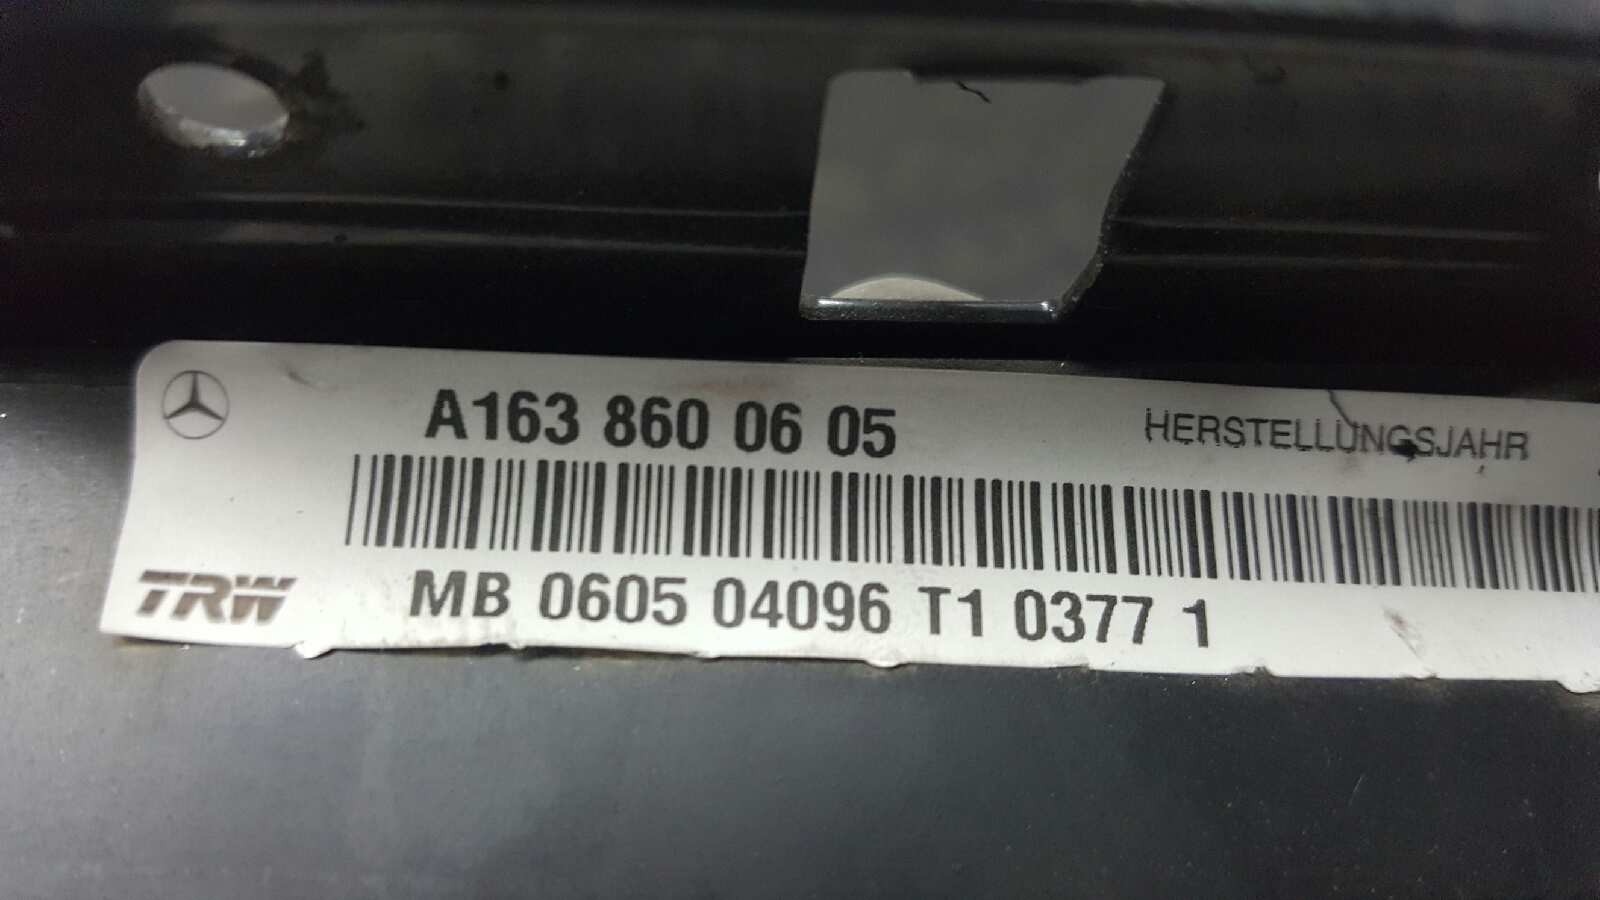 A163 860 06 05
HERSTELLUNGSJAHR
TRW
MB 0605 04096 T1 0377 1